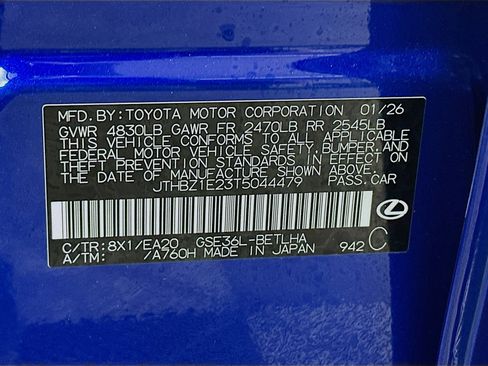 MFD. BY: TOYOTA MOTOR CORPORATION 01/26
GVWR 4830LB GAWR FR 2470LB RR 2545LB
THIS VEHICLE CONFORMS TO ALL APPLICABLE
FEDERAL MOTOR VEHICLE SAFETY, BUMPER, AND
THEFT PREVENTION STANDARDS IN EFFECT ON
THE DATE OF MANUFACTURE SHOWN ABOVE.
JTHBZ1E23T5044479 PASS. CAR
C/TR: 8X1/EA20 GSE36L-BETLHA
A/TM: /A760H MADE IN JAPAN 942 C